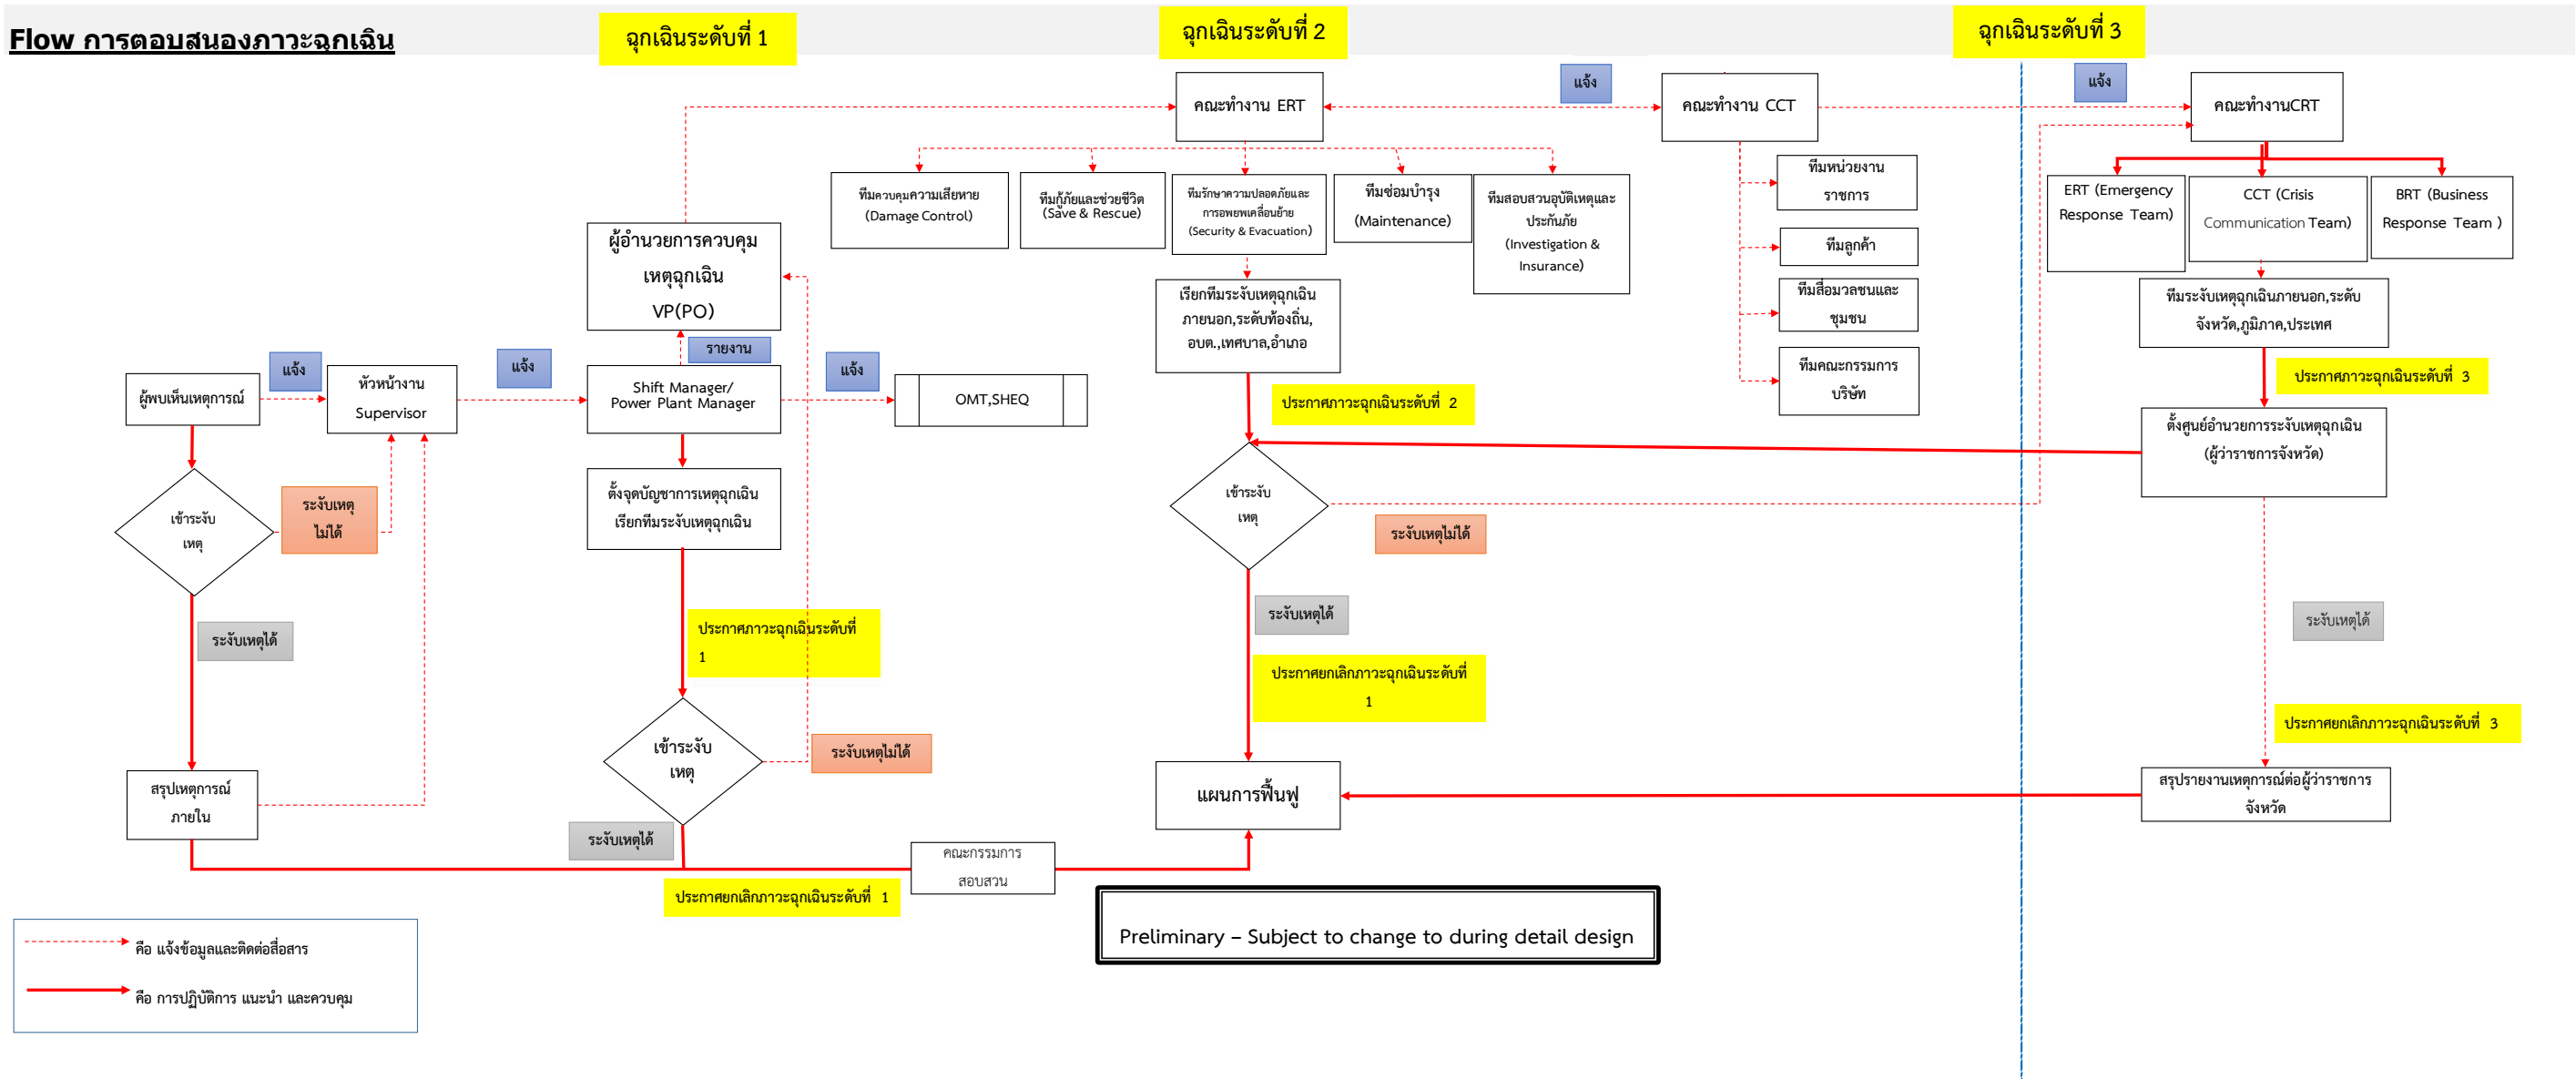 Flow การตอบสนองภาวะฉุกเฉิน
ฉุกเฉินระดับที่ 1
ฉุกเฉินระดับที่ 2
ฉุกเฉินระดับที่ 3
คณะทำงาน ERT
แจ้ง
คณะทำงาน CCT
แจ้ง
คณะทำงานCRT
ทีมควบคุมความเสียหาย
(Damage Control)
ทีมกู้ภัยและช่วยชีวิต
(Save & Rescue)
ทีมรักษาความปลอดภัยและ
การอพยพเคลื่อนย้าย
(Security & Evacuation)
ทีมซ่อมบำรุง
(Maintenance)
ทีมสอบสวนอุบัติเหตุและ
ประกันภัย
(Investigation &
Insurance)
ทีมหน่วยงาน
ราชการ
ทีมลูกค้า
ทีมสื่อมวลชนและ
ชุมชน
ทีมคณะกรรมการ
บริษัท
ERT (Emergency
Response Team)
CCT (Crisis
Communication Team)
BRT (Business
Response Team )
ผู้อำนวยการควบคุม
เหตุฉุกเฉิน
VP(PO)
รายงาน
เรียกทีมระงับเหตุฉุกเฉิน
ภายนอก,ระดับท้องถิ่น,
อบต.,เทศบาล,อำเภอ
ทีมระงับเหตุฉุกเฉินภายนอก,ระดับ
จังหวัด,ภูมิภาค,ประเทศ
ผู้พบเห็นเหตุการณ์
แจ้ง
หัวหน้างาน
Supervisor
แจ้ง
Shift Manager/
Power Plant Manager
แจ้ง
OMT,SHEQ
ประกาศภาวะฉุกเฉินระดับที่ 2
ประกาศภาวะฉุกเฉินระดับที่ 3
ตั้งศูนย์อำนวยการระงับเหตุฉุกเฉิน
(ผู้ว่าราชการจังหวัด)
เข้าระงับ
เหตุ
ระงับเหตุ
ไม่ได้
ตั้งจุดบัญชาการเหตุฉุกเฉิน
เรียกทีมระงับเหตุฉุกเฉิน
เข้าระงับ
เหตุ
ระงับเหตุไม่ได้
ระงับเหตุได้
ประกาศภาวะฉุกเฉินระดับที่
1
ระงับเหตุได้
ระงับเหตุได้
ประกาศยกเลิกภาวะฉุกเฉินระดับที่
1
ประกาศยกเลิกภาวะฉุกเฉินระดับที่ 3
เข้าระงับ
เหตุ
ระงับเหตุไม่ได้
สรุปเหตุการณ์
ภายใน
แผนการฟื้นฟู
สรุปรายงานเหตุการณ์ต่อผู้ว่าราชการ
จังหวัด
ระงับเหตุได้
คณะกรรมการ
สอบสวน
ประกาศยกเลิกภาวะฉุกเฉินระดับที่ 1
Preliminary – Subject to change to during detail design
คือ แจ้งข้อมูลและติดต่อสื่อสาร
คือ การปฏิบัติการ แนะนำ และควบคุม